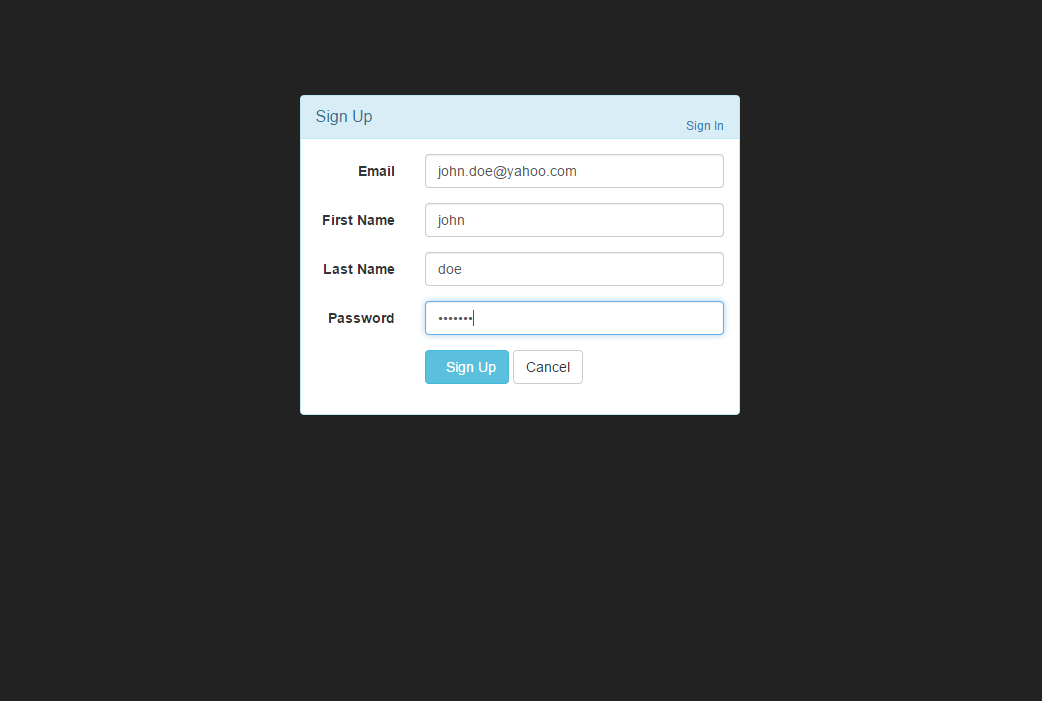 Sign Up
Sign In
Email john.doe@yahoo.com
First Name john
Last Name doe
Password •••••••
Sign Up Cancel